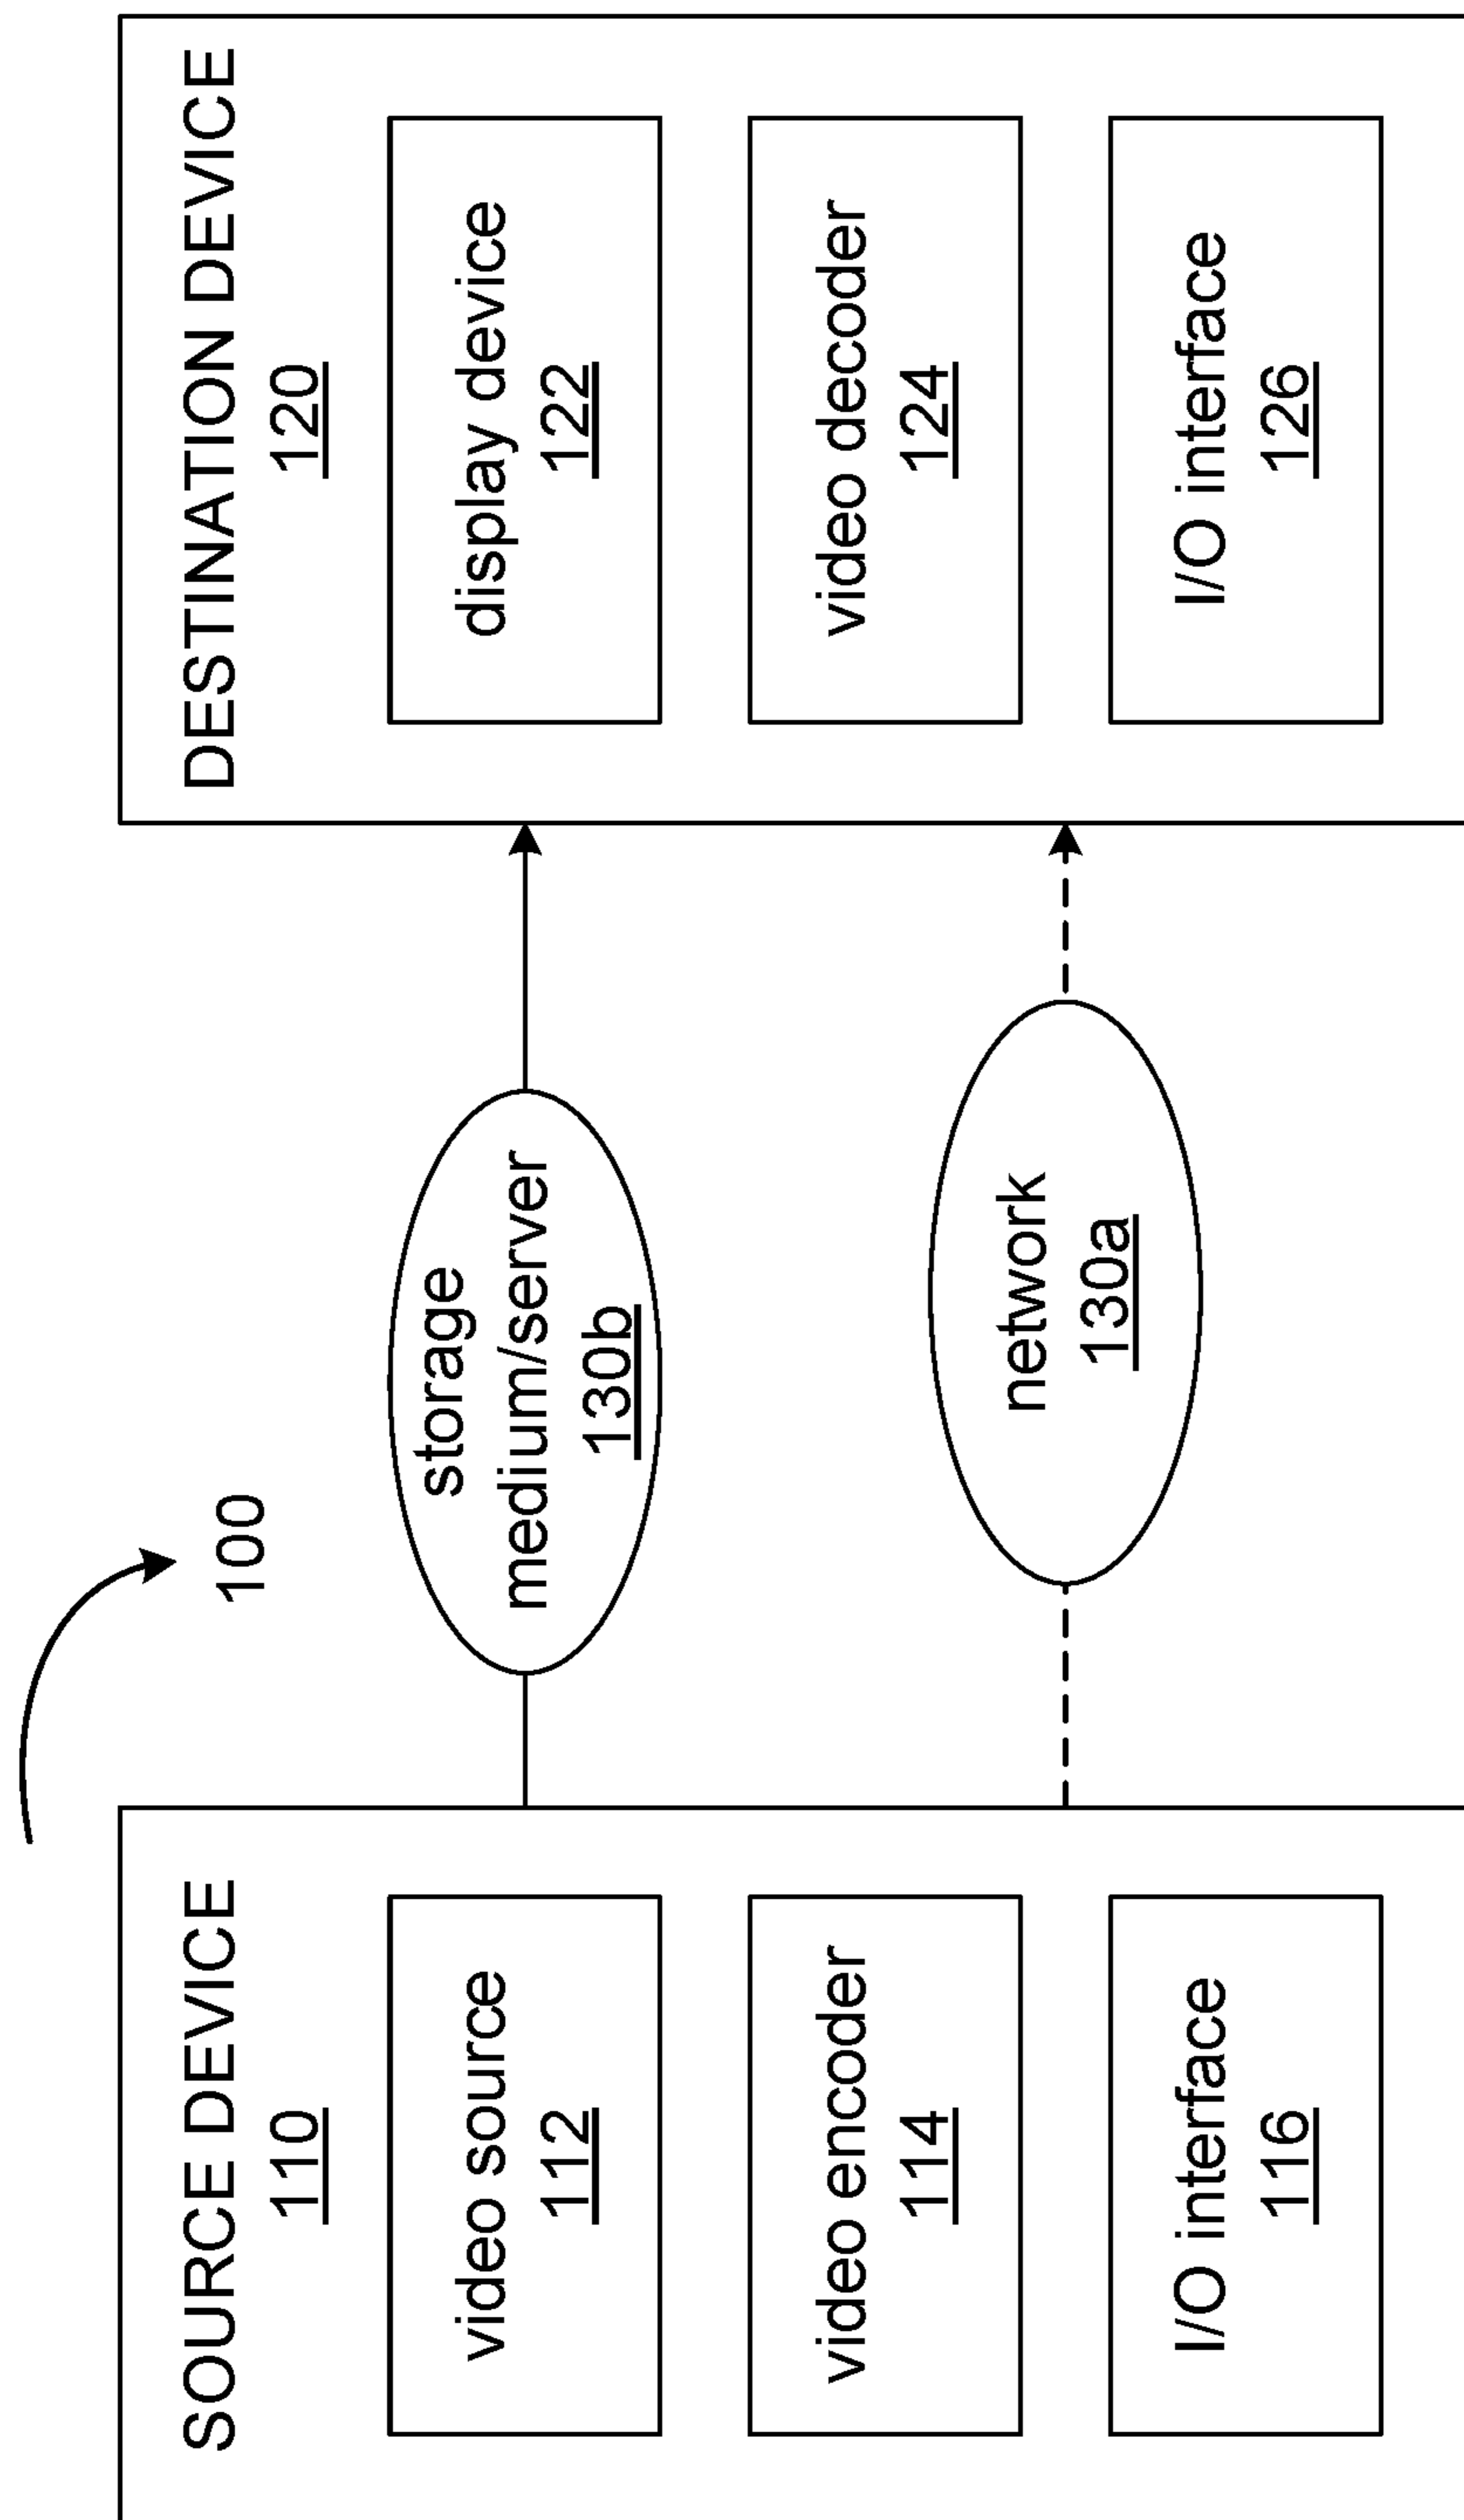 100
SOURCE DEVICE
110
video source
112
video encoder
114
I/O interface
116
storage
medium/server
130b
network
130a
DESTINATION DEVICE
120
display device
122
video decoder
124
I/O interface
126